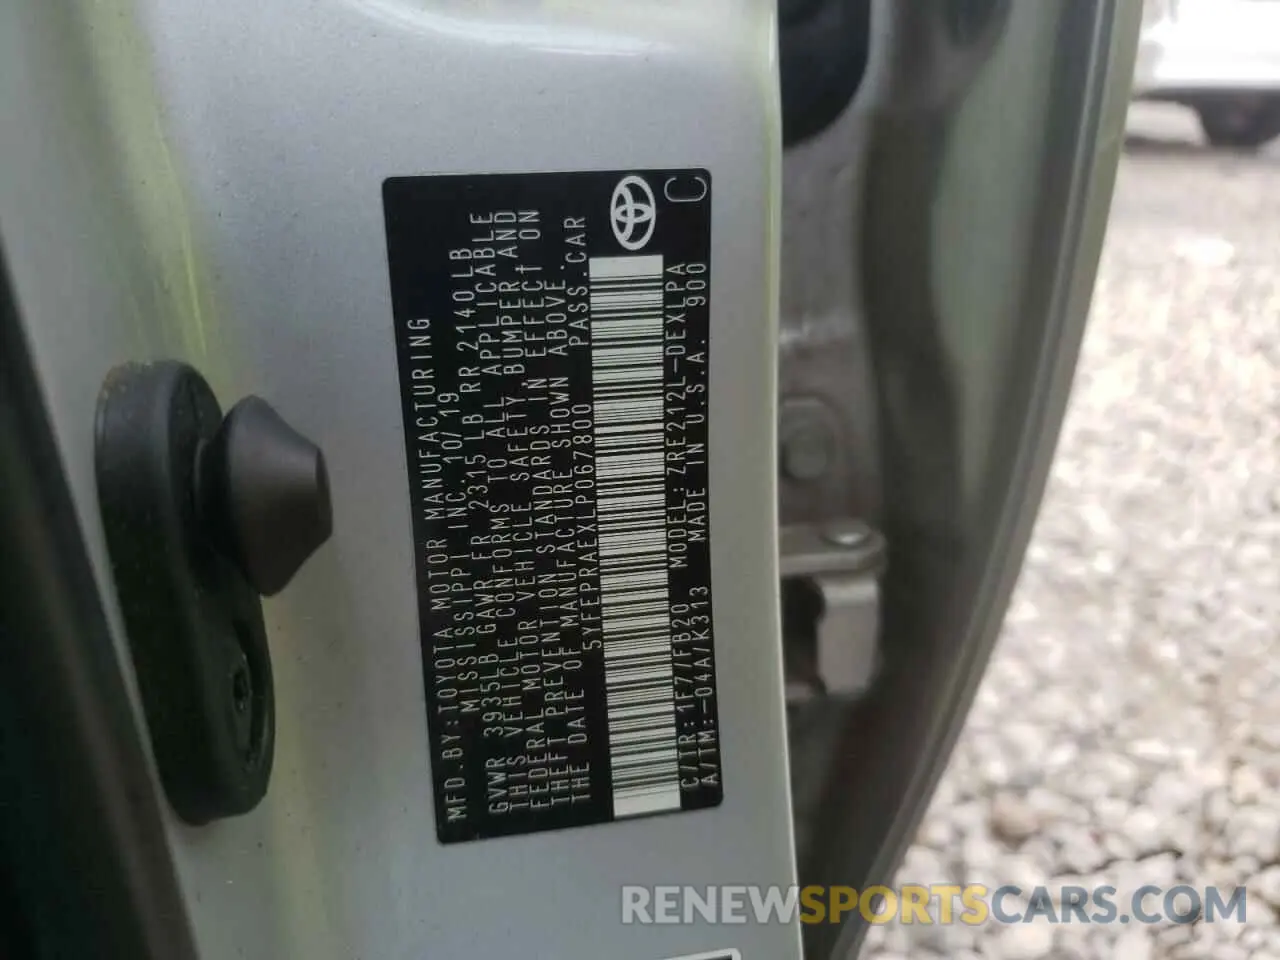 MFD.BY:TOYOTA MOTOR MANUFACTURING
MISSISSIPPI INC. 10/19
GVWR 3935LB GAWR FR 2315 LB RR 2140LB
THIS VEHICLE CONFORMS TO ALL APPLICABLE
FEDERAL MOTOR VEHICLE SAFETY,BUMPER AND
THEFT PREVENTION STANDARDS IN EFFECT ON
THE DATE OF MANUFACTURE SHOWN ABOVE.
5YFEPRAEXLP067800 PASS.CAR
C/TR:1F7/FB20 MODEL:ZRE212L-DEXLPA
A/TM:-04A/K313 MADE IN U.S.A. 900
C
RENEWSPORTSCARS.COM